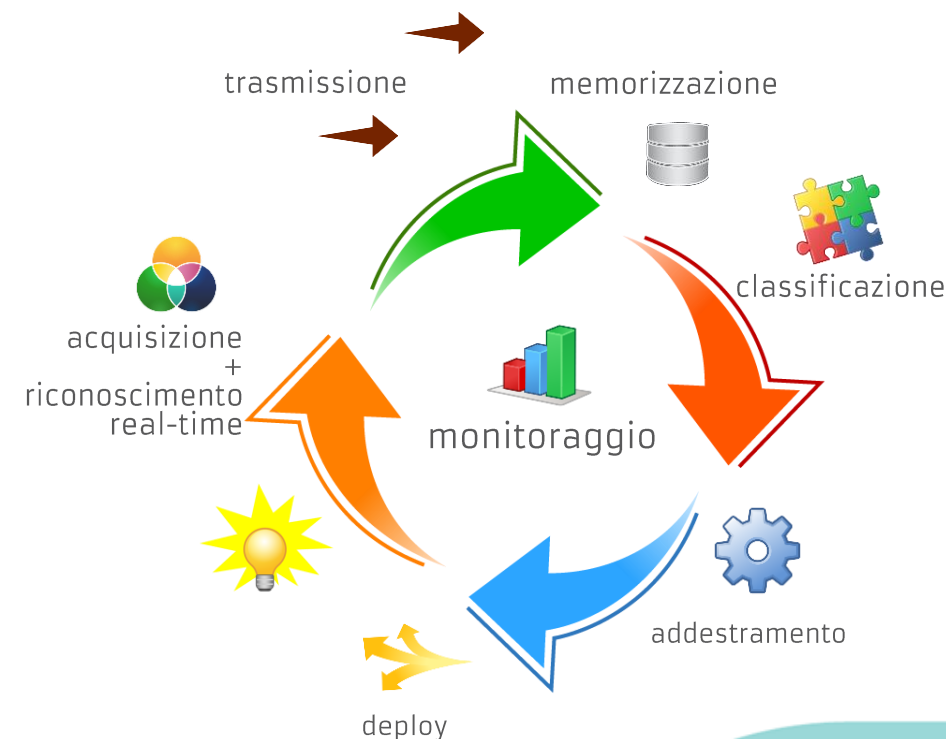 trasmissione
memorizzazione
classificazione
acquisizione
+
riconoscimento
real-time
monitoraggio
addestramento
deploy